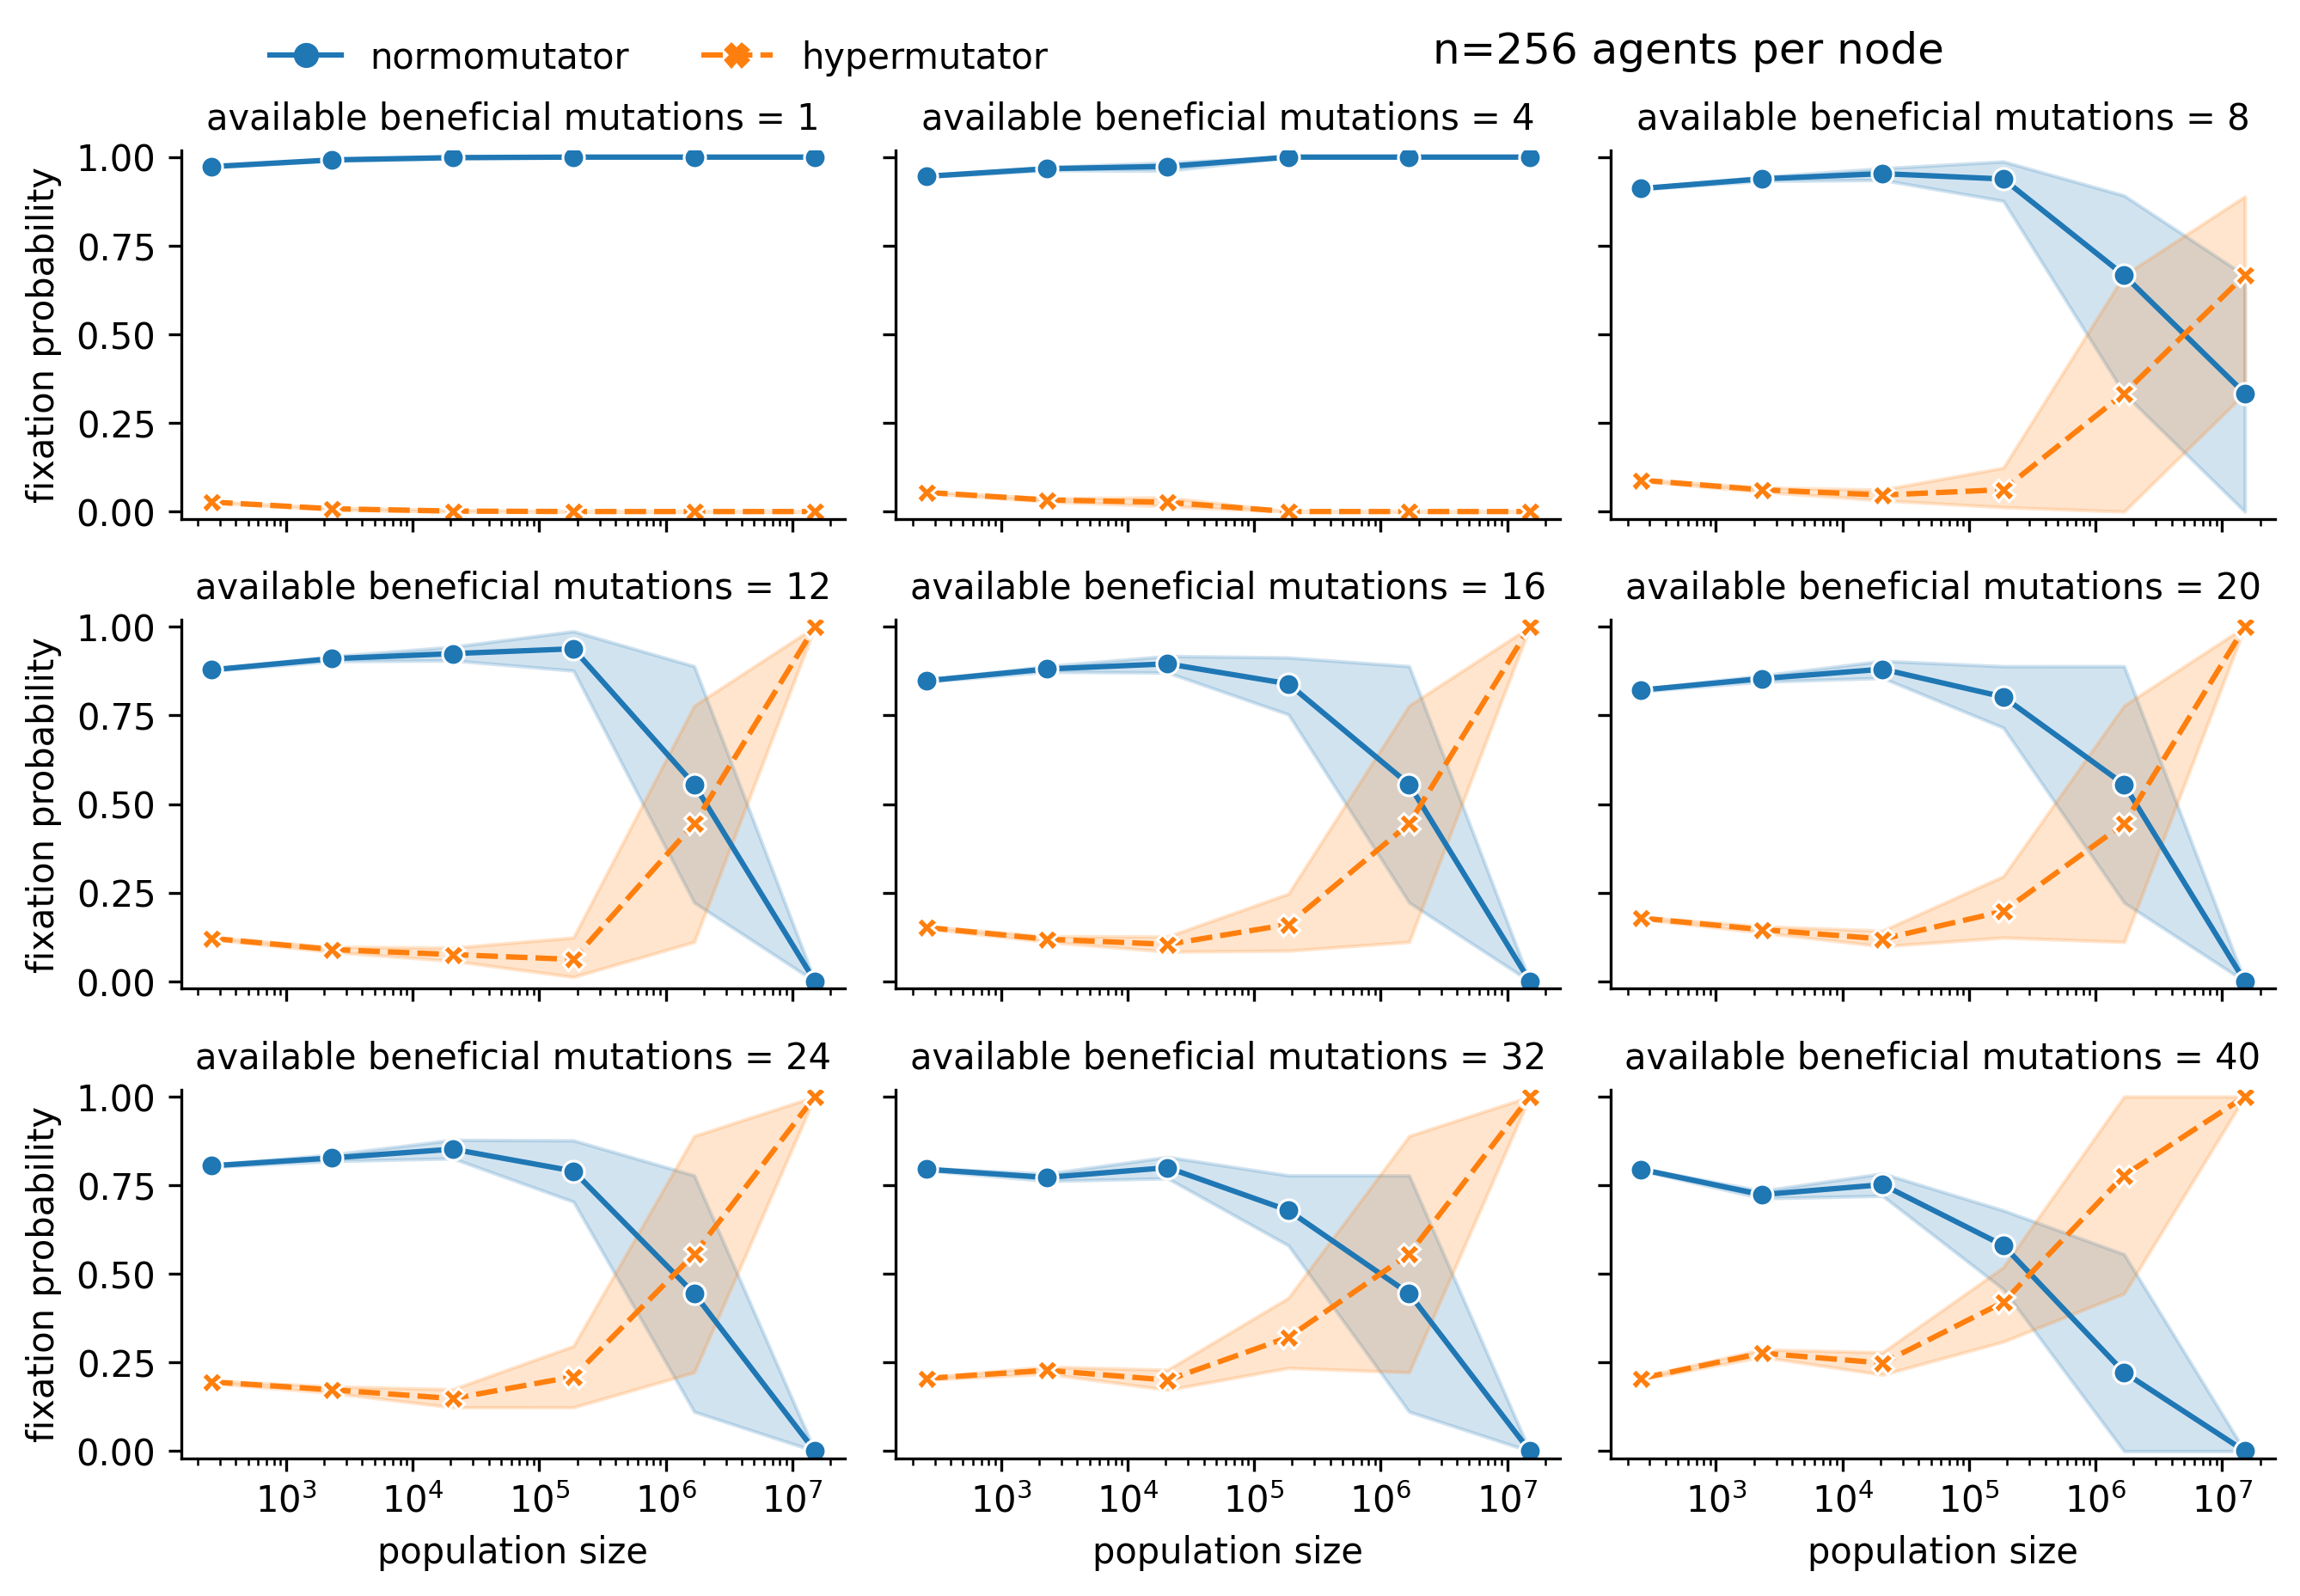 normomutator hypermutator n=256 agents per node
available beneficial mutations = 1 available beneficial mutations = 4 available beneficial mutations = 8
1.00
0.75
0.50
0.25
0.00
fixation probability
available beneficial mutations = 12 available beneficial mutations = 16 available beneficial mutations = 20
1.00
0.75
0.50
0.25
0.00
fixation probability
available beneficial mutations = 24 available beneficial mutations = 32 available beneficial mutations = 40
1.00
0.75
0.50
0.25
0.00
fixation probability
10³ 10⁴ 10⁵ 10⁶ 10⁷ 10³ 10⁴ 10⁵ 10⁶ 10⁷ 10³ 10⁴ 10⁵ 10⁶ 10⁷
population size population size population size